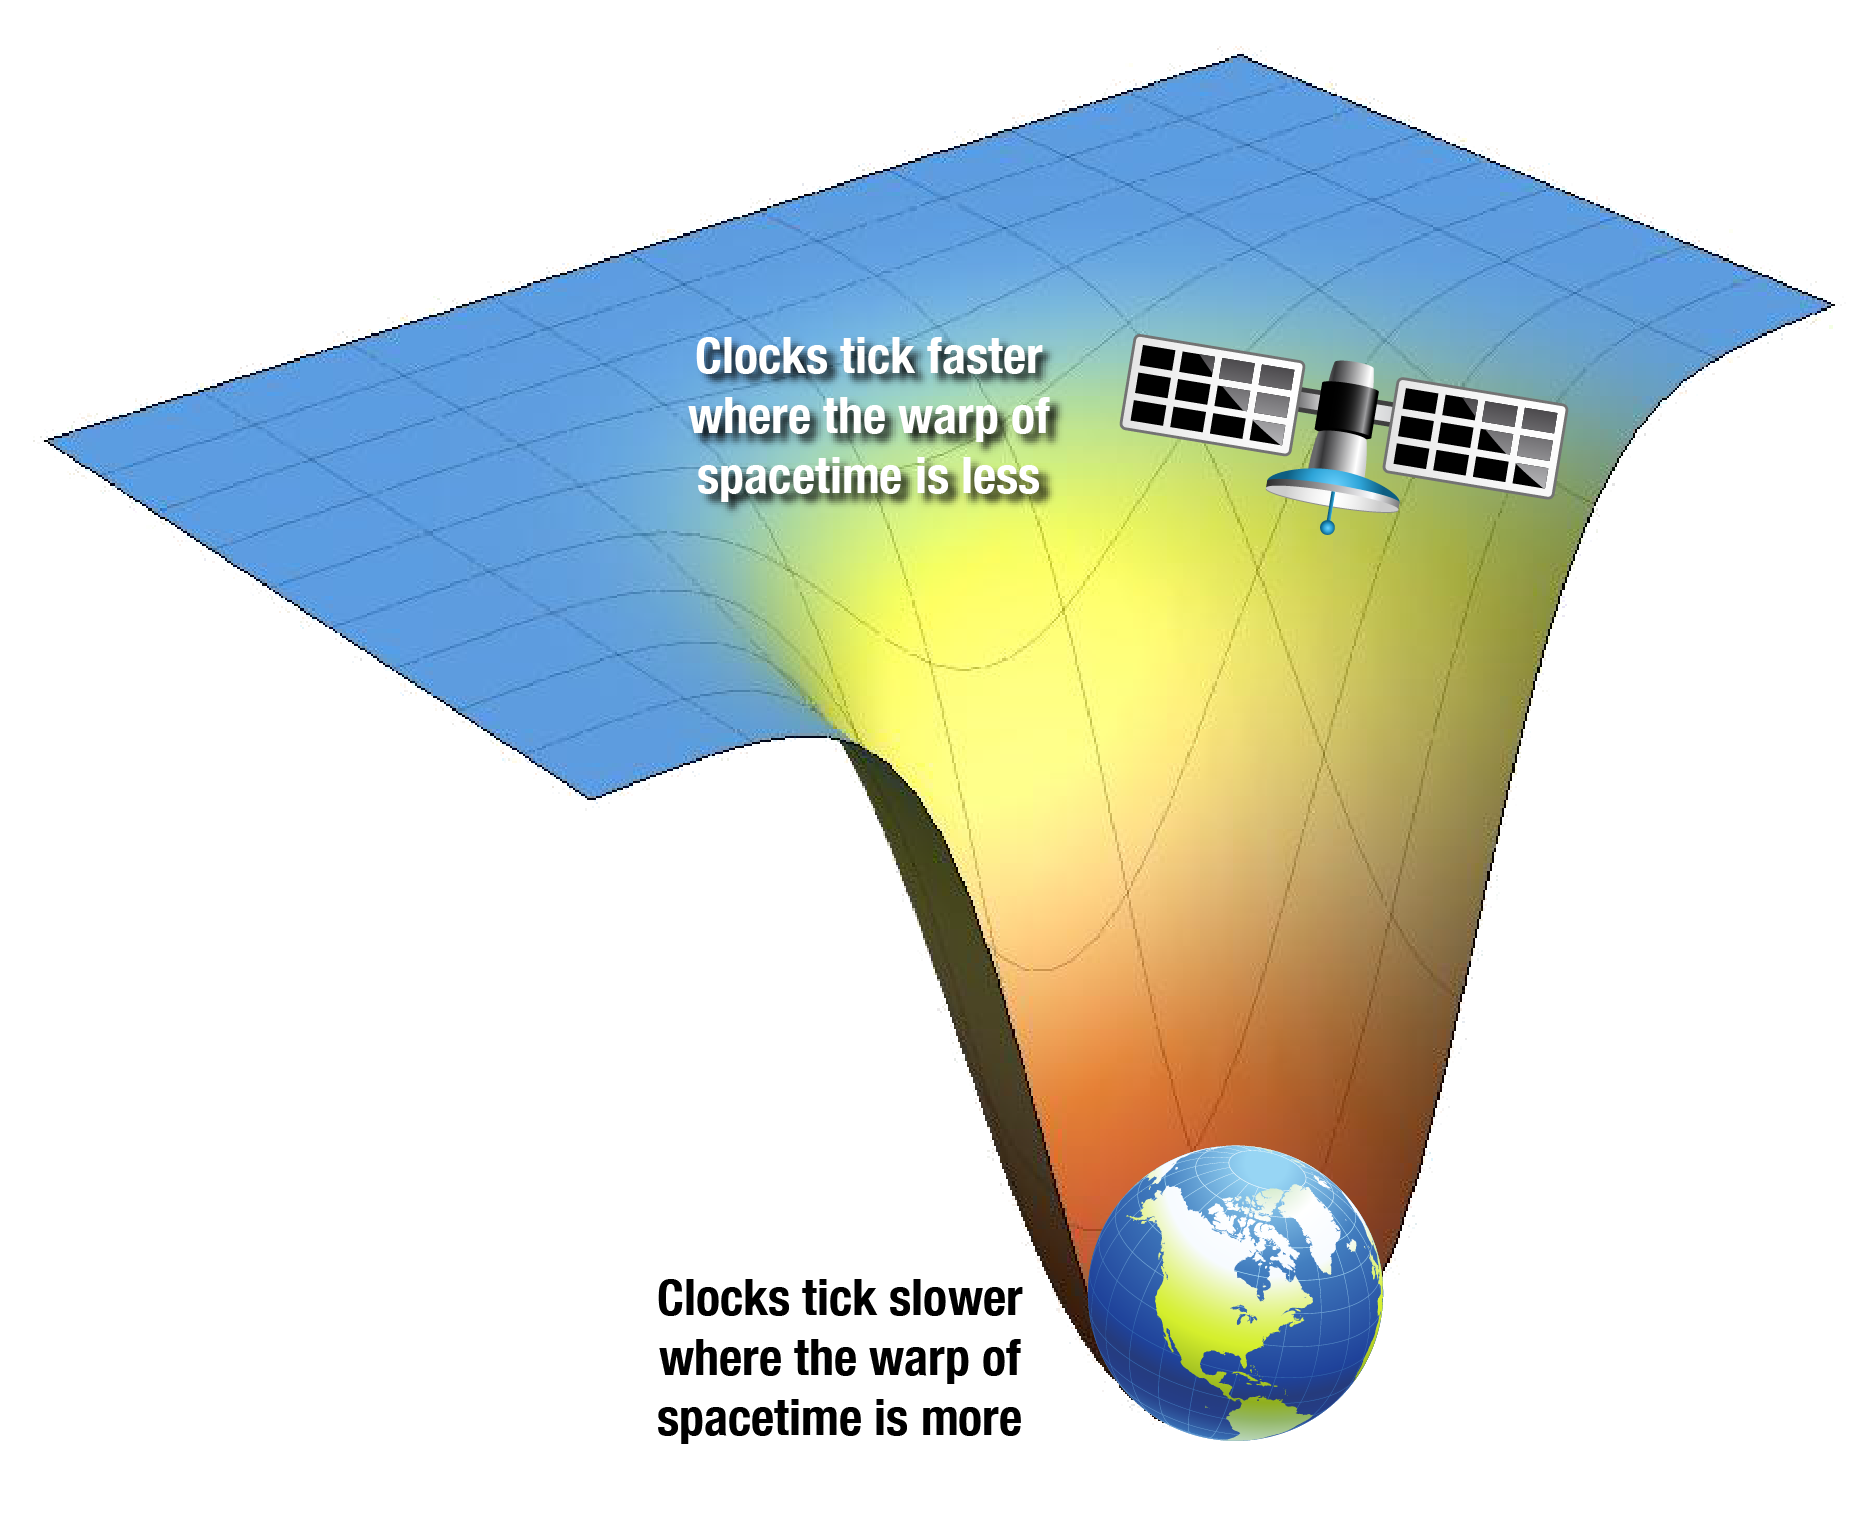 Clocks tick faster
where the warp of
spacetime is less
Clocks tick slower
where the warp of
spacetime is more